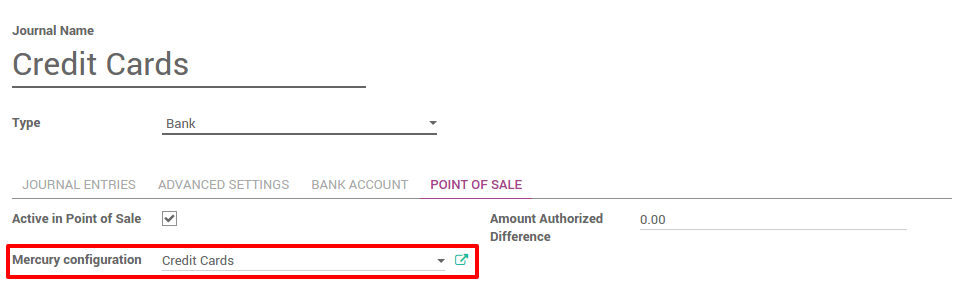 Journal Name
Credit Cards
Type Bank
JOURNAL ENTRIES ADVANCED SETTINGS BANK ACCOUNT POINT OF SALE
Active in Point of Sale Amount Authorized 0.00
Difference
Mercury configuration Credit Cards